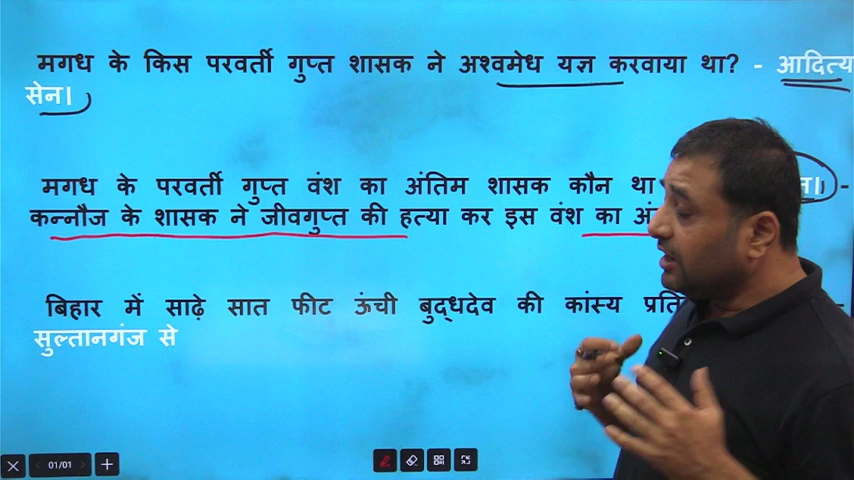 मगध के किस परवर्ती गुप्त शासक ने अश्वमेध यज्ञ करवाया था? - आदित्य
सेन।
मगध के परवर्ती गुप्त वंश का अंतिम शासक कौन था -
कन्नौज के शासक ने जीवगुप्त की हत्या कर इस वंश का
बिहार में साढ़े सात फीट ऊंची बुद्धदेव की कांस्य -
सुल्तानगंज से
01/01